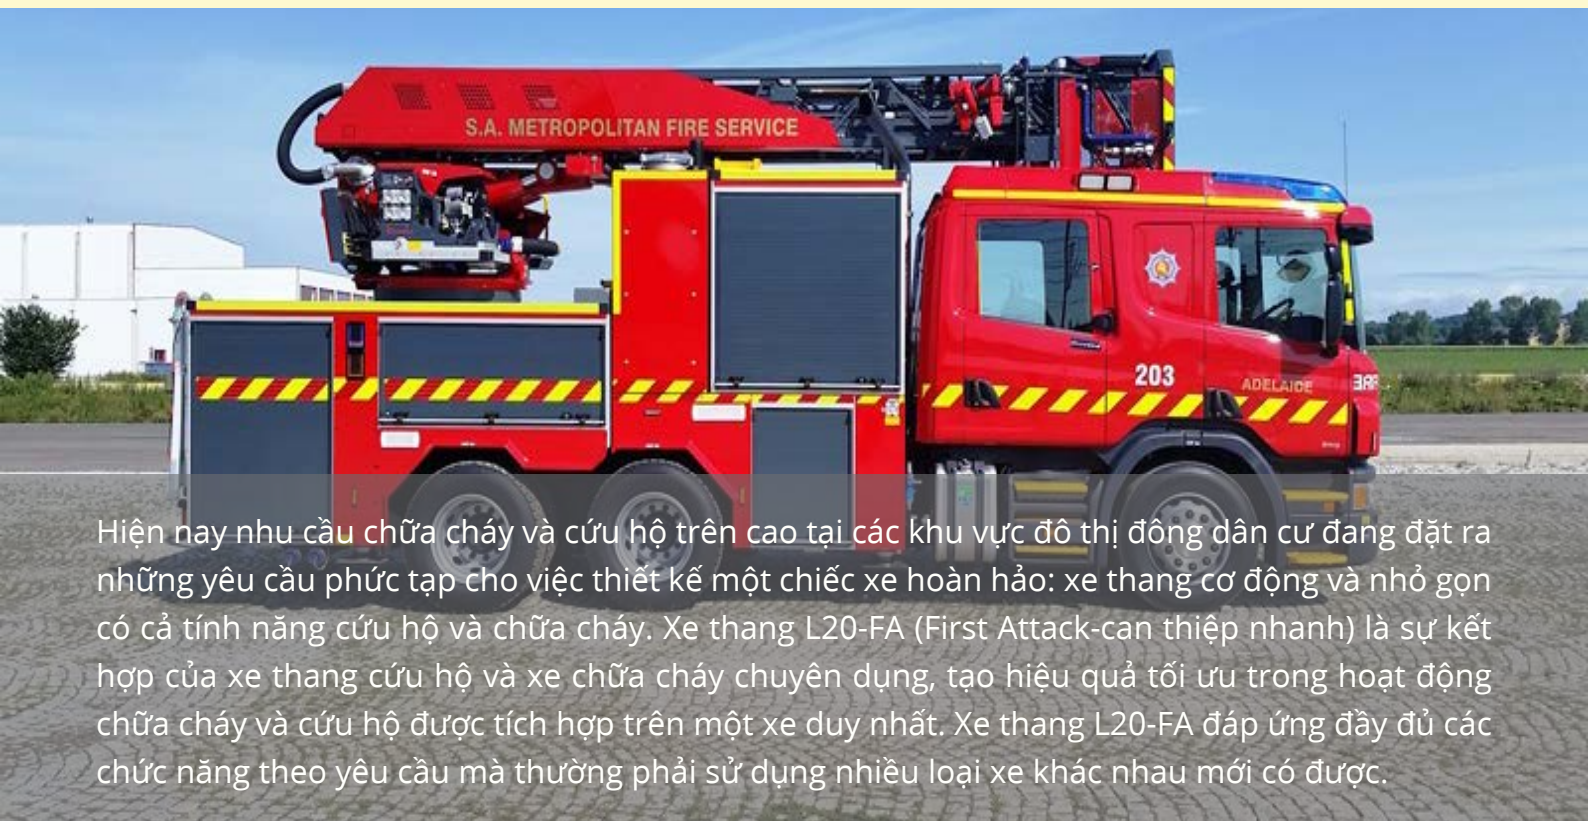 S.A. METROPOLITAN FIRE SERVICE
203
ADELAIDE
Hiện nay nhu cầu chữa cháy và cứu hộ trên cao tại các khu vực đô thị đông dân cư đang đặt ra
những yêu cầu phức tạp cho việc thiết kế một chiếc xe hoàn hảo: xe thang cơ động và nhỏ gọn
có cả tính năng cứu hộ và chữa cháy. Xe thang L20-FA (First Attack-can thiệp nhanh) là sự kết
hợp của xe thang cứu hộ và xe chữa cháy chuyên dụng, tạo hiệu quả tối ưu trong hoạt động
chữa cháy và cứu hộ được tích hợp trên một xe duy nhất. Xe thang L20-FA đáp ứng đầy đủ các
chức năng theo yêu cầu mà thường phải sử dụng nhiều loại xe khác nhau mới có được.